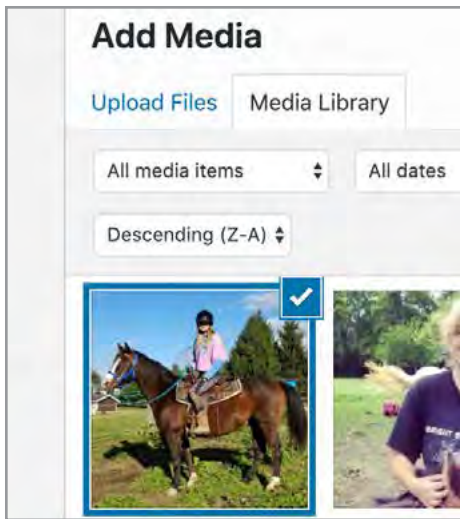 Add Media
Upload Files Media Library
All media items All dates
Descending (Z-A)